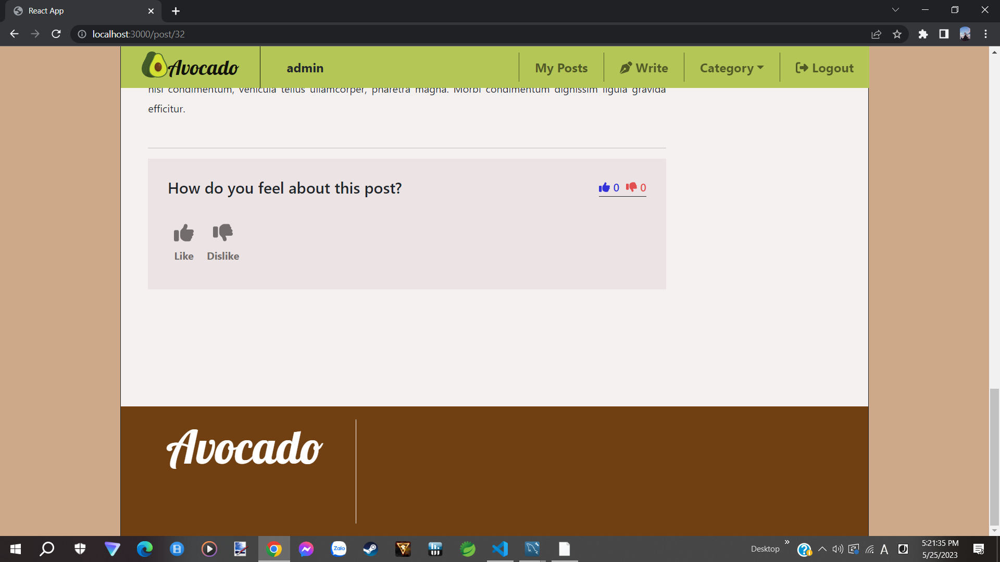 React App
localhost:3000/post/32
Avocado
admin
My Posts
Write
Category
Logout
nisl condimentum, vehicula tellus ullamcorper, pharetra magna. Morbi condimentum dignissim ligula gravida
efficitur.
How do you feel about this post?
0 0
Like Dislike
Avocado
Zalo
Desktop
A
5:21:35 PM
5/25/2023